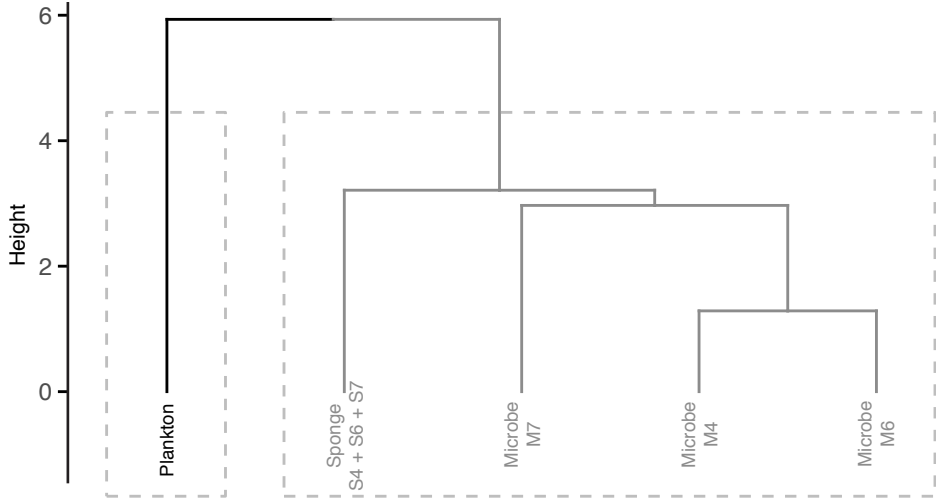 6
4
2
0
Height
Plankton
Sponge
S4 + S6 + S7
Microbe
M7
Microbe
M4
Microbe
M6